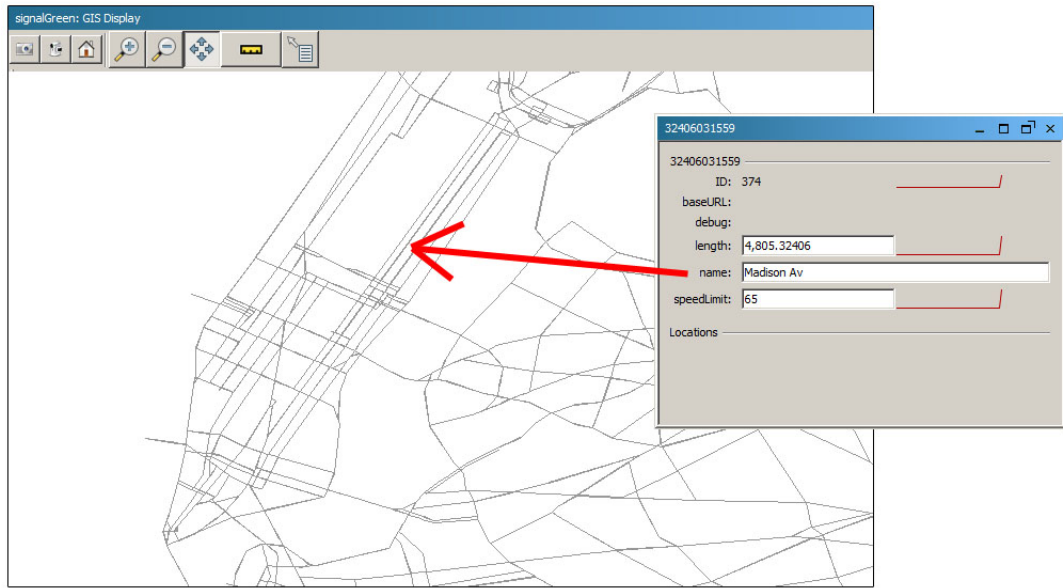 signalGreen: GIS Display
32406031559
32406031559
ID: 374
baseURL:
debug:
length: 4,805.32406
name: Madison Av
speedLimit: 65
Locations